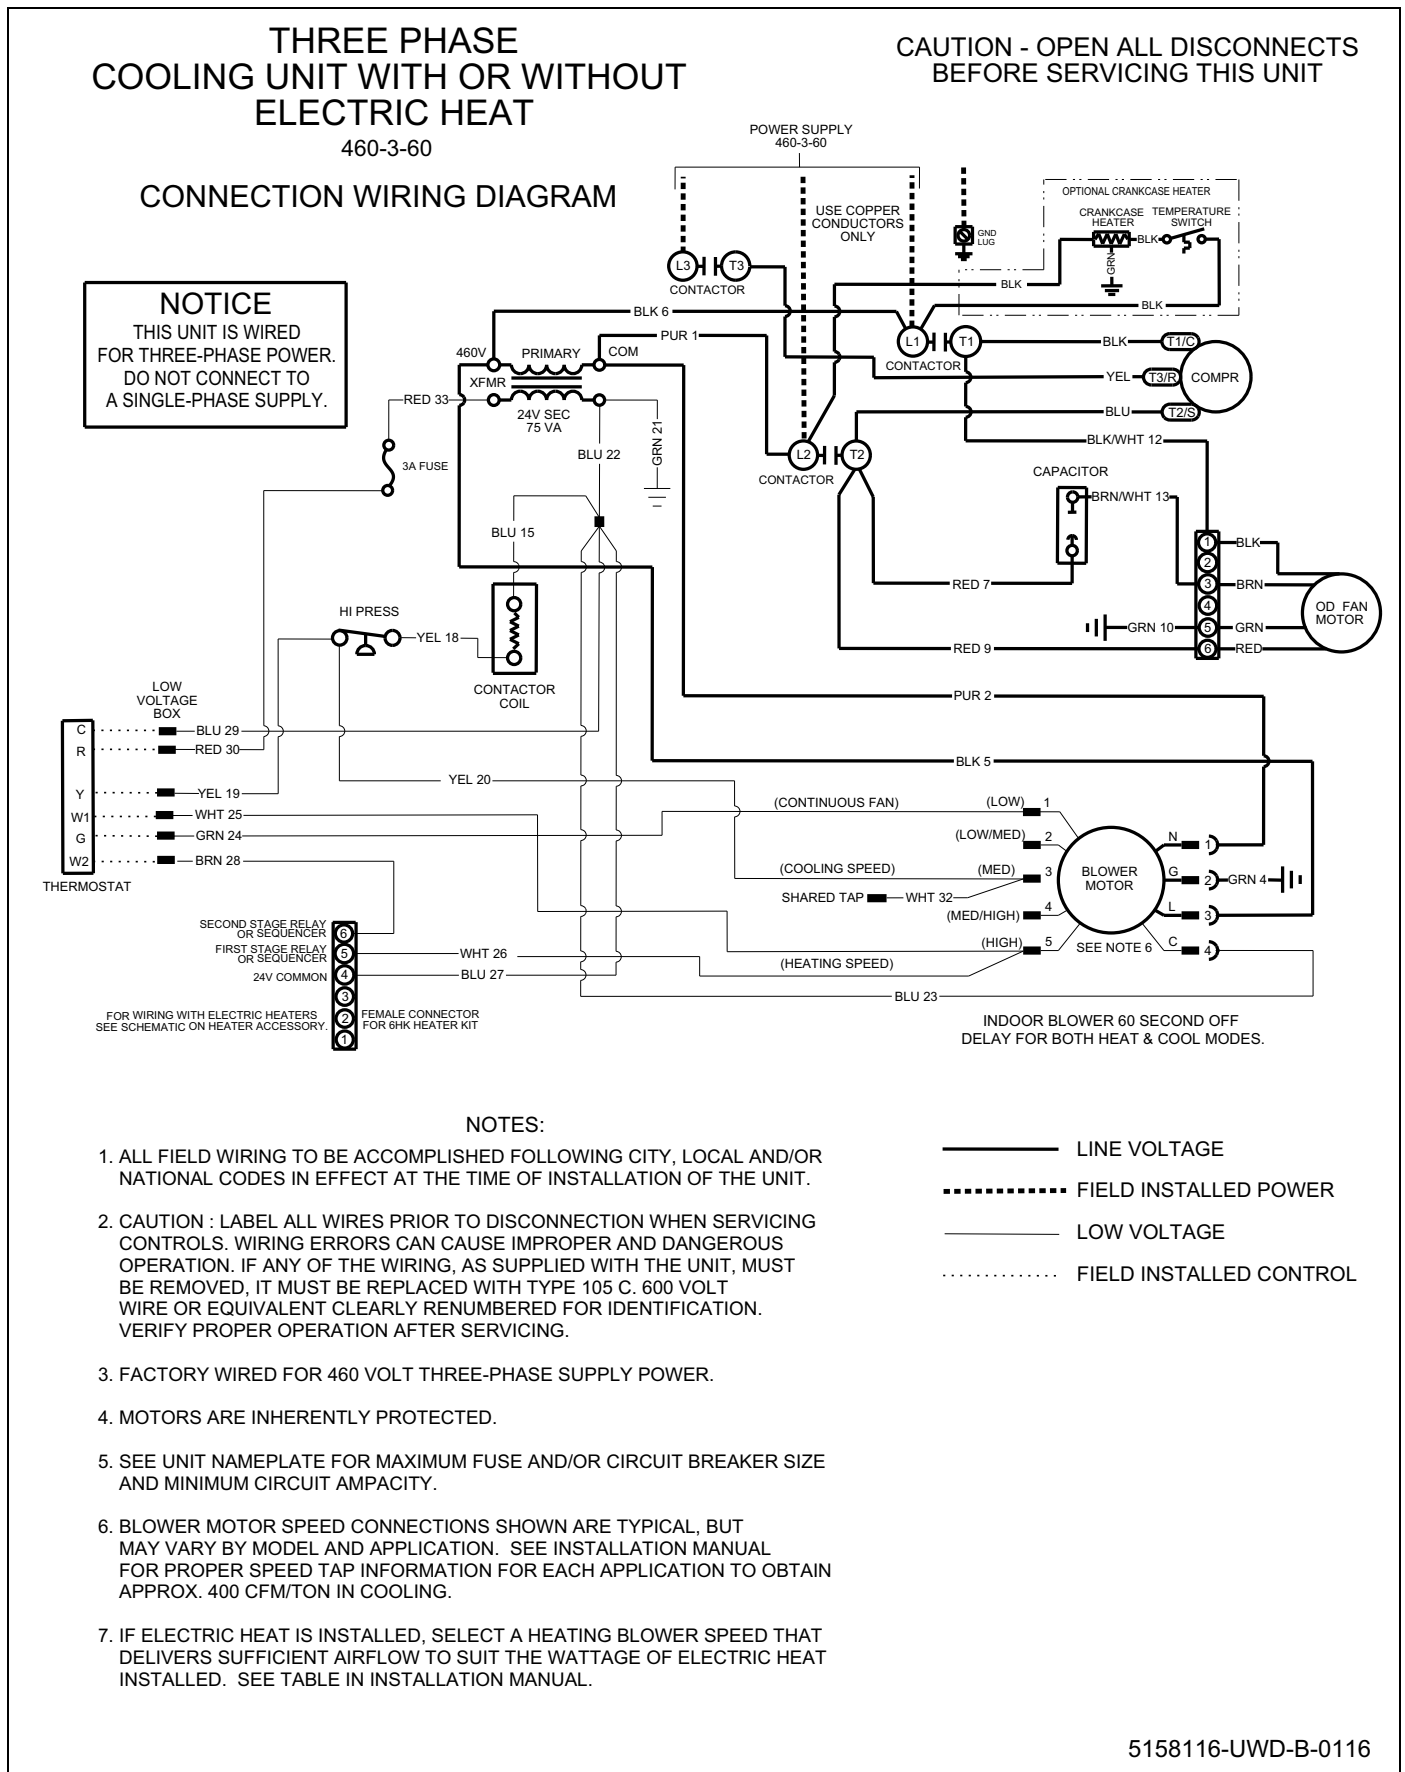 THREE PHASE
COOLING UNIT WITH OR WITHOUT
ELECTRIC HEAT
460-3-60
CONNECTION WIRING DIAGRAM
CAUTION - OPEN ALL DISCONNECTS
BEFORE SERVICING THIS UNIT
NOTICE
THIS UNIT IS WIRED
FOR THREE-PHASE POWER.
DO NOT CONNECT TO
A SINGLE-PHASE SUPPLY.
POWER SUPPLY
460-3-60
USE COPPER
CONDUCTORS
ONLY
GND
LUG
OPTIONAL CRANKCASE HEATER
CRANKCASE
HEATER
TEMPERATURE
SWITCH
BLK
GRN
BLK
BLK
L3
T3
CONTACTOR
BLK 6
PUR 1
L1
T1
CONTACTOR
BLK
T1/C
YEL
T3/R
COMPR
BLU
T2/S
460V
PRIMARY
COM
XFMR
RED 33
24V SEC
75 VA
BLU 22
GRN 21
3A FUSE
L2
T2
CONTACTOR
BLK/WHT 12
CAPACITOR
BRN/WHT 13
BLU 15
RED 7
1
BLK
2
3
BRN
4
GRN 10
5
GRN
RED 9
6
RED
OD FAN
MOTOR
HI PRESS
YEL 18
CONTACTOR
COIL
LOW
VOLTAGE
BOX
PUR 2
C
BLU 29
R
RED 30
BLK 5
YEL 20
Y
YEL 19
W1
WHT 25
G
GRN 24
W2
BRN 28
THERMOSTAT
(CONTINUOUS FAN)
(LOW)
1
(LOW/MED)
2
(COOLING SPEED)
(MED)
3
SHARED TAP
WHT 32
(MED/HIGH)
4
(HIGH)
5
(HEATING SPEED)
BLOWER
MOTOR
SEE NOTE 6
N
1
G
2
GRN 4
L
3
C
4
SECOND STAGE RELAY
OR SEQUENCER
6
FIRST STAGE RELAY
OR SEQUENCER
5
WHT 26
24V COMMON
4
BLU 27
3
2
1
BLU 23
FOR WIRING WITH ELECTRIC HEATERS
SEE SCHEMATIC ON HEATER ACCESSORY.
FEMALE CONNECTOR
FOR 6HK HEATER KIT
INDOOR BLOWER 60 SECOND OFF
DELAY FOR BOTH HEAT & COOL MODES.
NOTES:
1. ALL FIELD WIRING TO BE ACCOMPLISHED FOLLOWING CITY, LOCAL AND/OR
NATIONAL CODES IN EFFECT AT THE TIME OF INSTALLATION OF THE UNIT.
2. CAUTION : LABEL ALL WIRES PRIOR TO DISCONNECTION WHEN SERVICING
CONTROLS. WIRING ERRORS CAN CAUSE IMPROPER AND DANGEROUS
OPERATION. IF ANY OF THE WIRING, AS SUPPLIED WITH THE UNIT, MUST
BE REMOVED, IT MUST BE REPLACED WITH TYPE 105 C. 600 VOLT
WIRE OR EQUIVALENT CLEARLY RENUMBERED FOR IDENTIFICATION.
VERIFY PROPER OPERATION AFTER SERVICING.
3. FACTORY WIRED FOR 460 VOLT THREE-PHASE SUPPLY POWER.
4. MOTORS ARE INHERENTLY PROTECTED.
5. SEE UNIT NAMEPLATE FOR MAXIMUM FUSE AND/OR CIRCUIT BREAKER SIZE
AND MINIMUM CIRCUIT AMPACITY.
6. BLOWER MOTOR SPEED CONNECTIONS SHOWN ARE TYPICAL, BUT
MAY VARY BY MODEL AND APPLICATION. SEE INSTALLATION MANUAL
FOR PROPER SPEED TAP INFORMATION FOR EACH APPLICATION TO OBTAIN
APPROX. 400 CFM/TON IN COOLING.
7. IF ELECTRIC HEAT IS INSTALLED, SELECT A HEATING BLOWER SPEED THAT
DELIVERS SUFFICIENT AIRFLOW TO SUIT THE WATTAGE OF ELECTRIC HEAT
INSTALLED. SEE TABLE IN INSTALLATION MANUAL.
LINE VOLTAGE
FIELD INSTALLED POWER
LOW VOLTAGE
FIELD INSTALLED CONTROL
5158116-UWD-B-0116